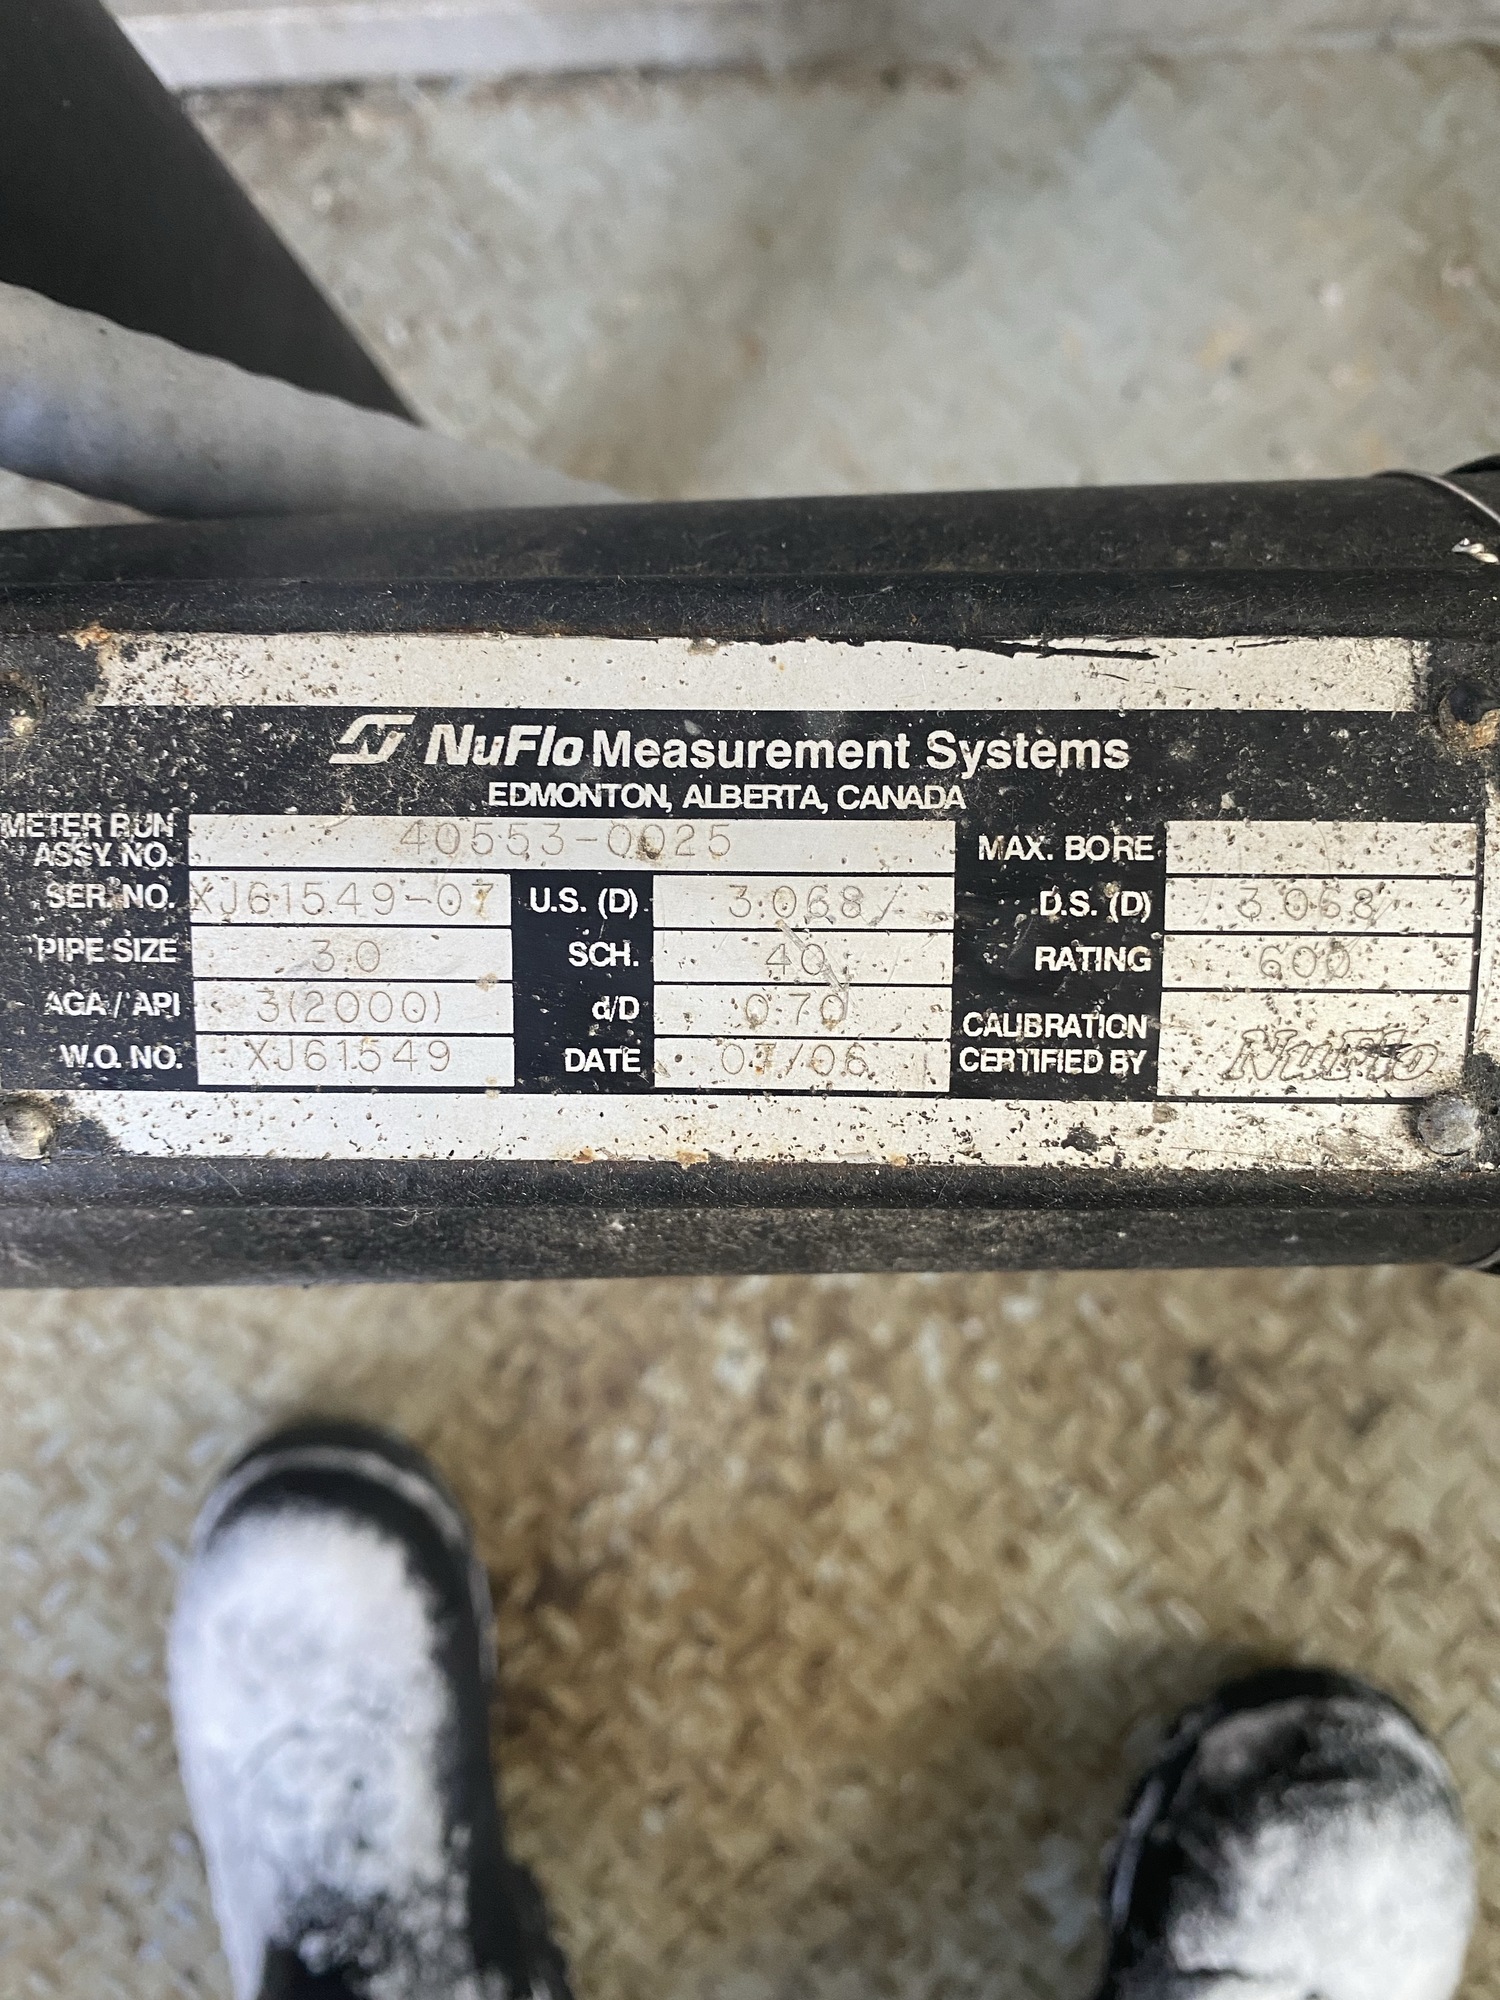 NuFlo Measurement Systems
EDMONTON, ALBERTA, CANADA
METER RUN ASSY. NO. 40553-0025 MAX. BORE
SER. NO. XJ61549-07 U.S. (D) 3.068 D.S. (D) 3.068
PIPE SIZE 3.0 SCH. 40 RATING 600
AGA / API 3(2000) d/D 0.70
W.O. NO. XJ61549 DATE 07/06 CALIBRATION CERTIFIED BY NuFlo